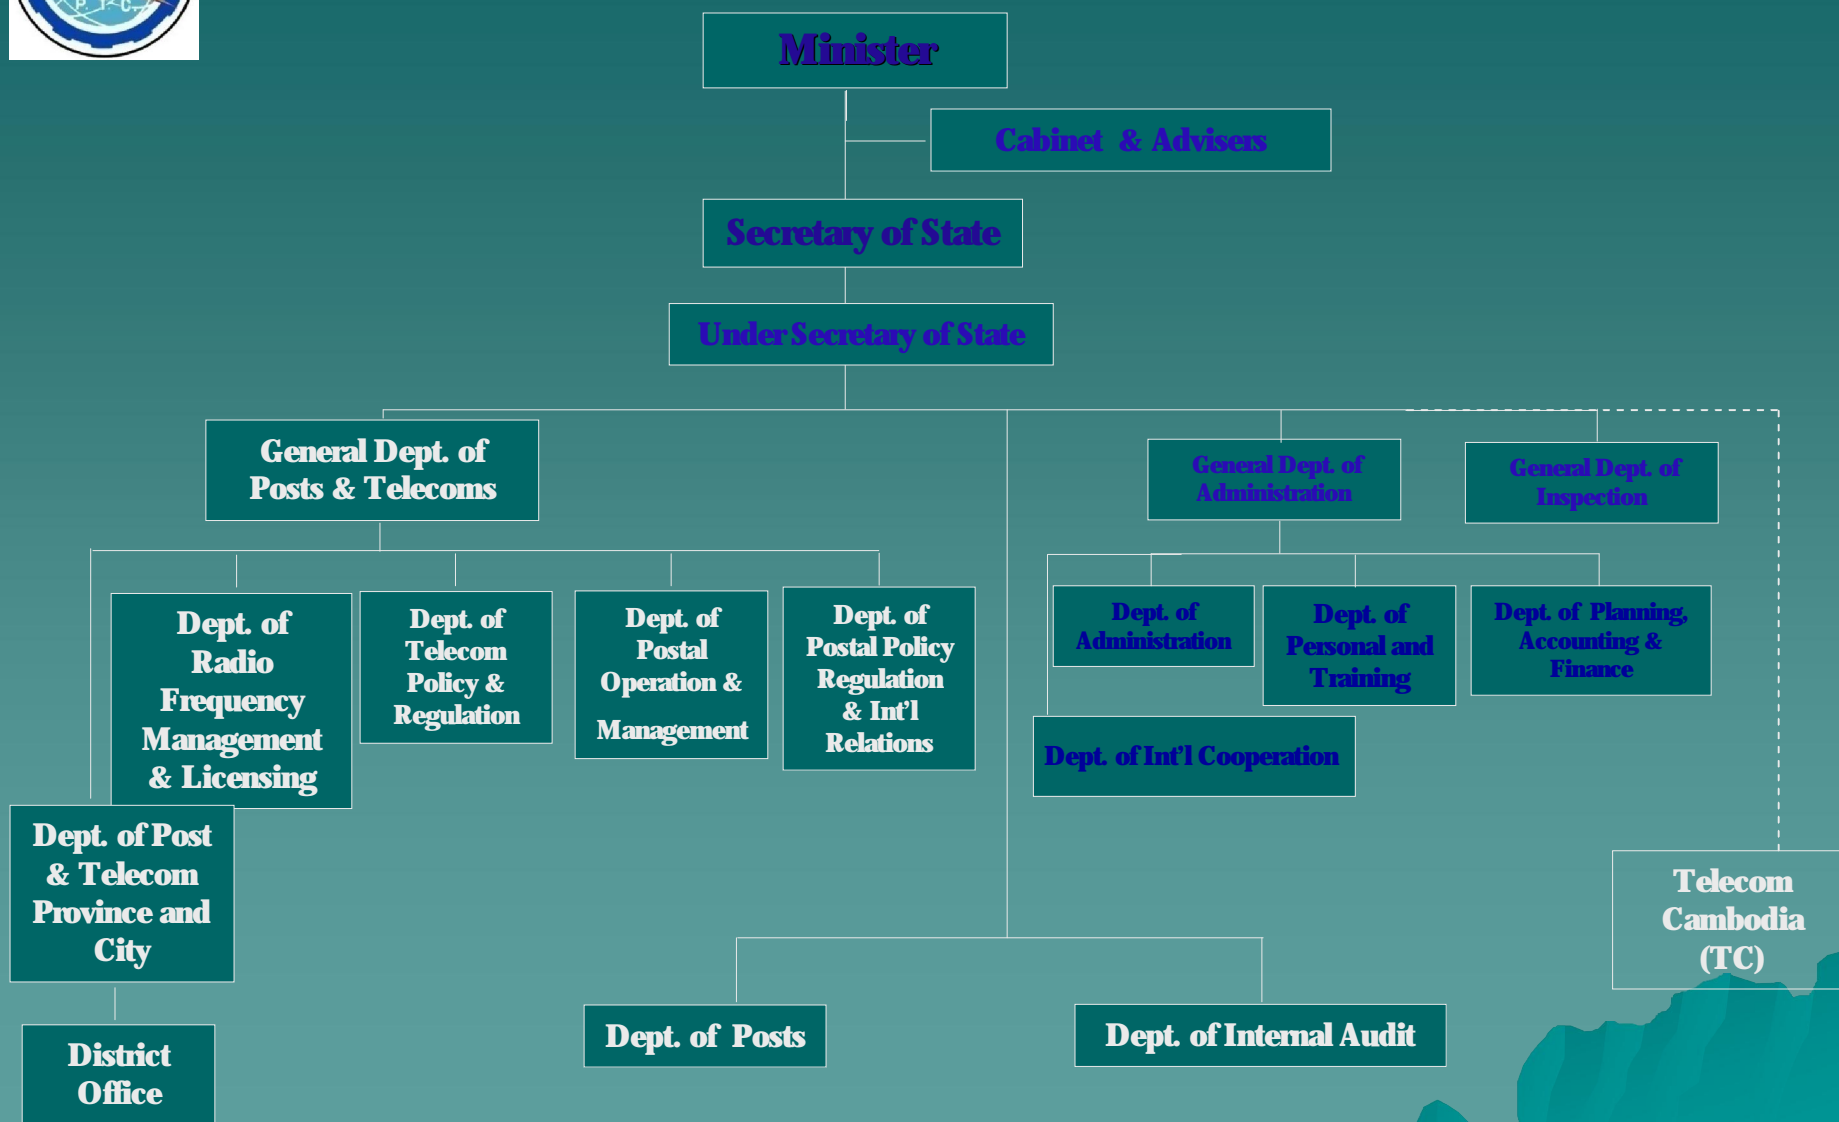 P. T. C.
Minister
Cabinet & Advisers
Secretary of State
Under Secretary of State
General Dept. of
Posts & Telecoms
General Dept. of
Administration
General Dept. of
Inspection
Dept. of
Radio
Frequency
Management
& Licensing
Dept. of
Telecom
Policy &
Regulation
Dept. of
Postal
Operation &
Management
Dept. of
Postal Policy
Regulation
& Int'l
Relations
Dept. of
Administration
Dept. of
Personal and
Training
Dept. of Planning,
Accounting &
Finance
Dept. of Int'l Cooperation
Dept. of Post
& Telecom
Province and
City
Telecom
Cambodia
(TC)
Dept. of Posts
Dept. of Internal Audit
District
Office